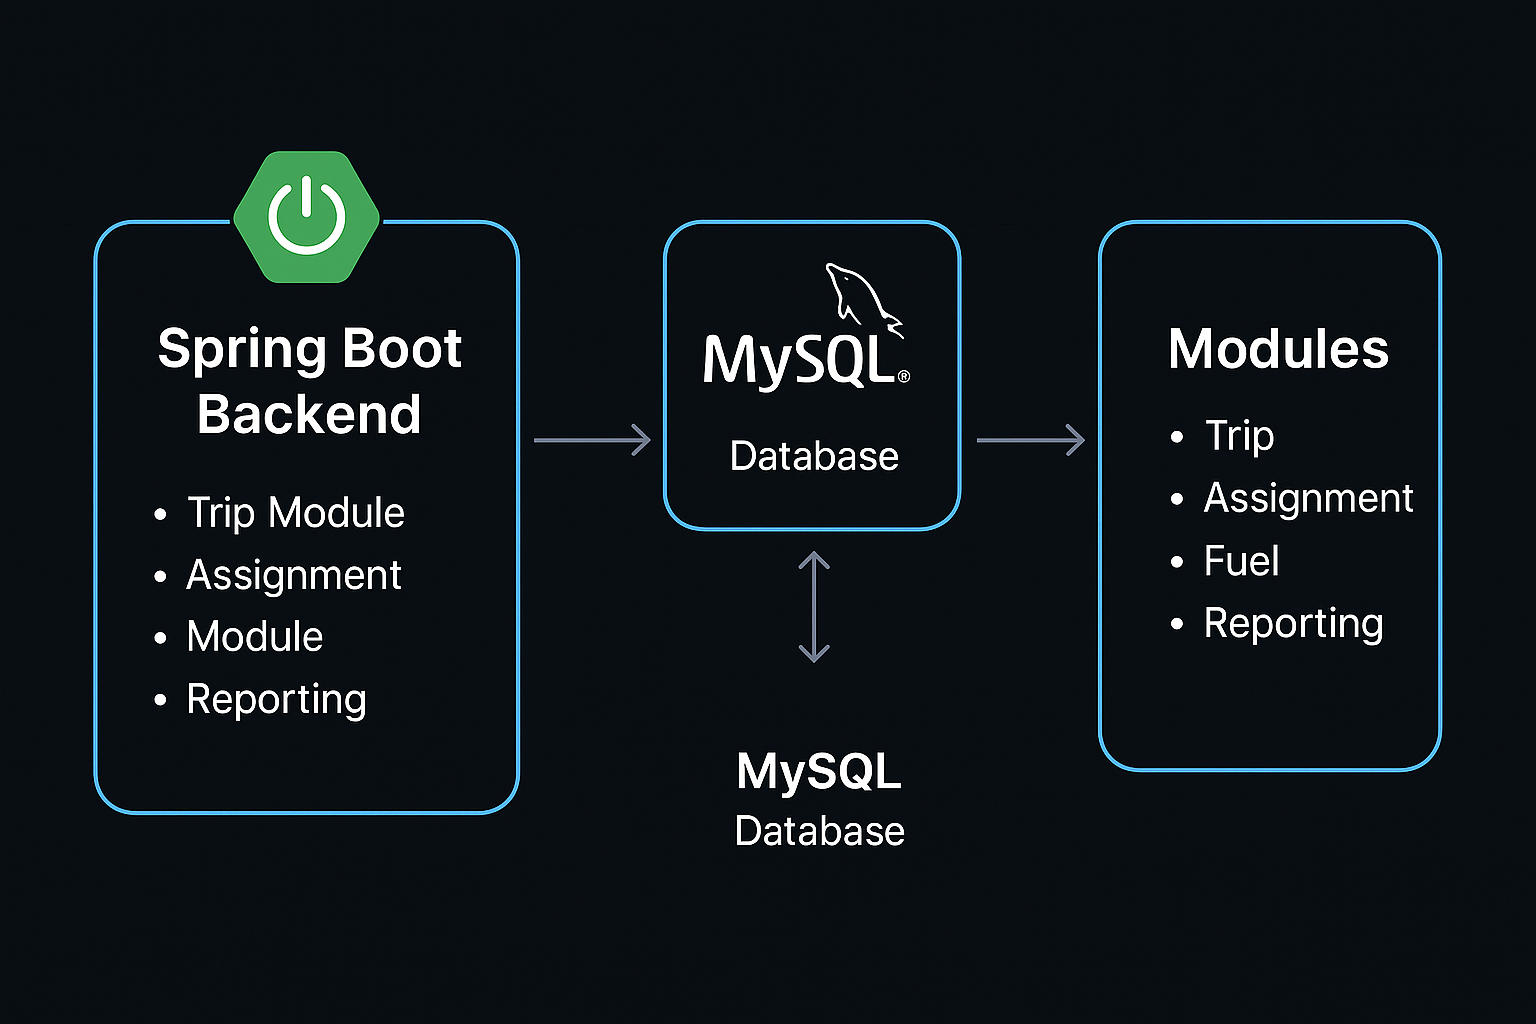 Spring Boot
Backend
• Trip Module
• Assignment
• Module
• Reporting
MySQL®
Database
MySQL
Database
Modules
• Trip
• Assignment
• Fuel
• Reporting